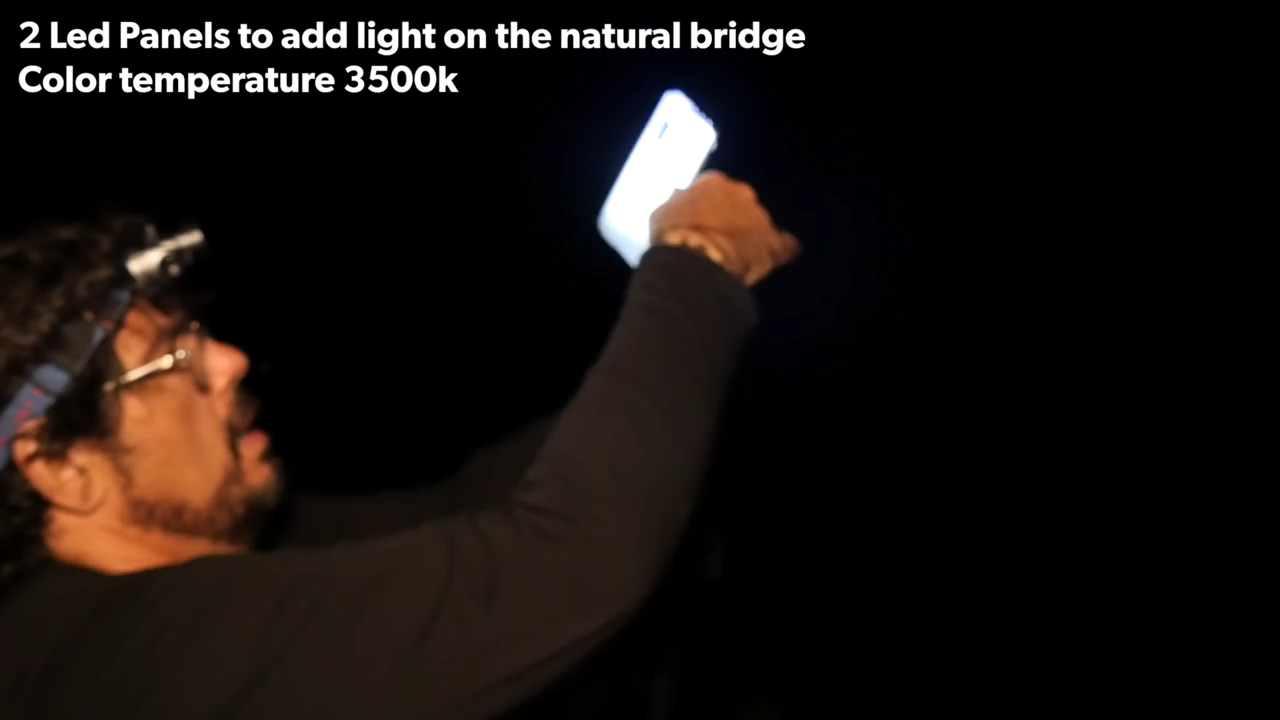 2 Led Panels to add light on the natural bridge
Color temperature 3500k